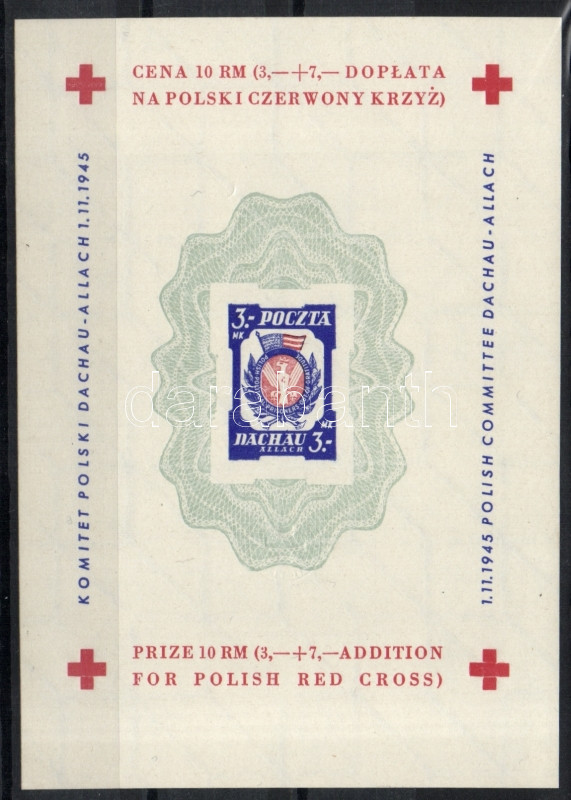 CENA 10 RM (3,—+7,— DOPŁATA
NA POLSKI CZERWONY KRZYŻ)
KOMITET POLSKI DACHAU-ALLACH 1.11.1945
1.11.1945 POLISH COMMITTEE DACHAU-ALLACH
3.- POCZTA
MK
MK
DACHAU 3.-
ALLACH
darabanth
PRIZE 10 RM (3,—+7,—ADDITION
FOR POLISH RED CROSS)